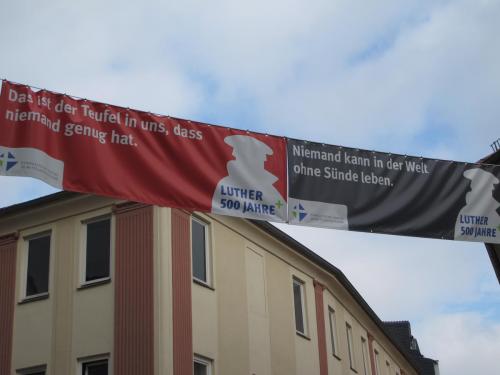 Das ist der Teufel in uns, dass
niemand genug hat.
LUTHER
500 JAHRE
Niemand kann in der Welt
ohne Sünde leben.
LUTHER
500 JAHRE